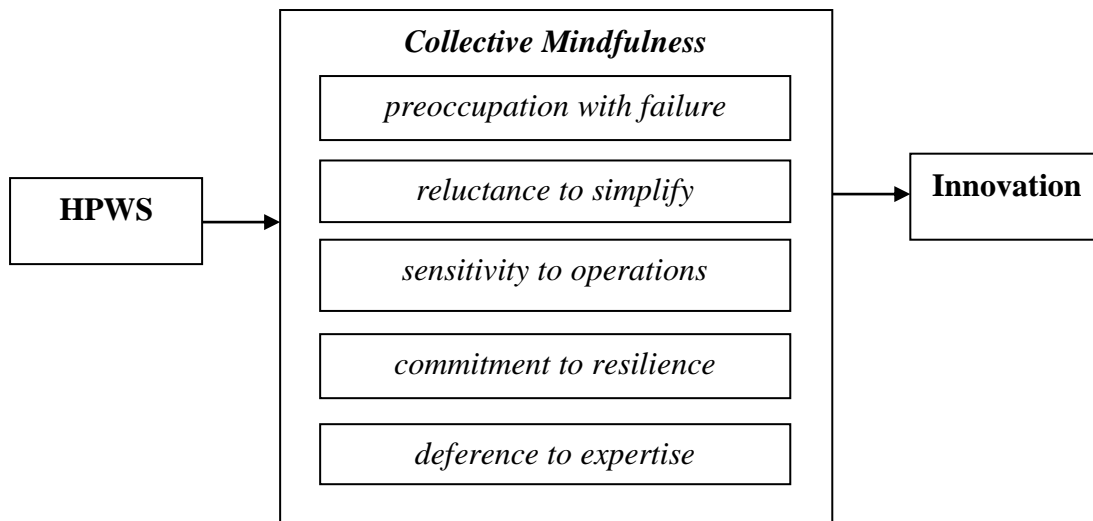 Collective Mindfulness
preoccupation with failure
reluctance to simplify
sensitivity to operations
commitment to resilience
deference to expertise
HPWS
Innovation